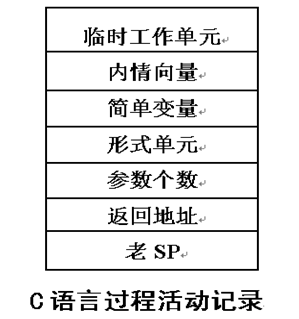 临时工作单元
内情向量
简单变量
形式单元
参数个数
返回地址
老 SP
C 语言过程活动记录